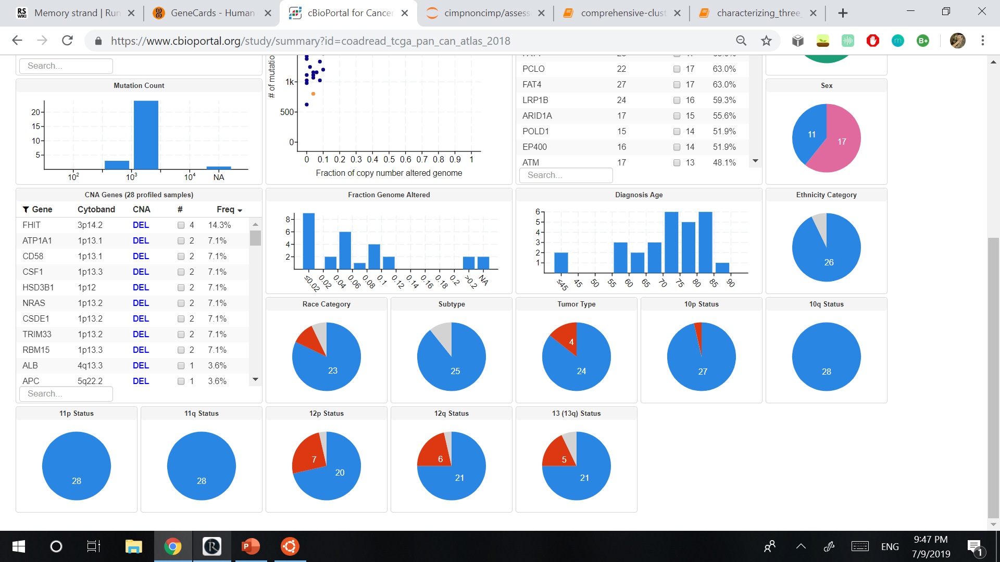 RS WIKI Memory strand | Run GeneCards - Human cBioPortal for Cancer cimpnoncimp/assess comprehensive-clust characterizing_three_
https://www.cbioportal.org/study/summary?id=coadread_tcga_pan_can_atlas_2018
m B+
Search...
Mutation Count
20
15
10
5
10² 10³ 10⁴ NA
# of mutatio
1k
500
0
0 0.1 0.2 0.3 0.4 0.5 0.6 0.7 0.8 0.9 1
Fraction of copy number altered genome
PCLO 22 17 63.0%
FAT4 27 17 63.0%
LRP1B 24 16 59.3%
ARID1A 17 15 55.6%
POLD1 15 14 51.9%
EP400 16 14 51.9%
ATM 17 13 48.1%
Search...
Sex
11
17
CNA Genes (28 profiled samples)
Gene Cytoband CNA # Freq
FHIT 3p14.2 DEL 4 14.3%
ATP1A1 1p13.1 DEL 2 7.1%
CD58 1p13.1 DEL 2 7.1%
CSF1 1p13.3 DEL 2 7.1%
HSD3B1 1p12 DEL 2 7.1%
NRAS 1p13.2 DEL 2 7.1%
CSDE1 1p13.2 DEL 2 7.1%
TRIM33 1p13.2 DEL 2 7.1%
RBM15 1p13.3 DEL 2 7.1%
ALB 4q13.3 DEL 1 3.6%
APC 5q22.2 DEL 1 3.6%
Search...
Fraction Genome Altered
8
6
4
2
≤0.02 0.02 0.04 0.06 0.08 0.1 0.12 0.14 0.16 0.18 0.2 >0.2 NA
Diagnosis Age
6
5
4
3
2
1
≤45 45 50 55 60 65 70 75 80 85 90
Ethnicity Category
26
Race Category
23
Subtype
25
Tumor Type
4
24
10p Status
27
10q Status
28
11p Status
28
11q Status
28
12p Status
7
20
12q Status
6
21
13 (13q) Status
5
21
R P ENG 9:47 PM
7/9/2019
1